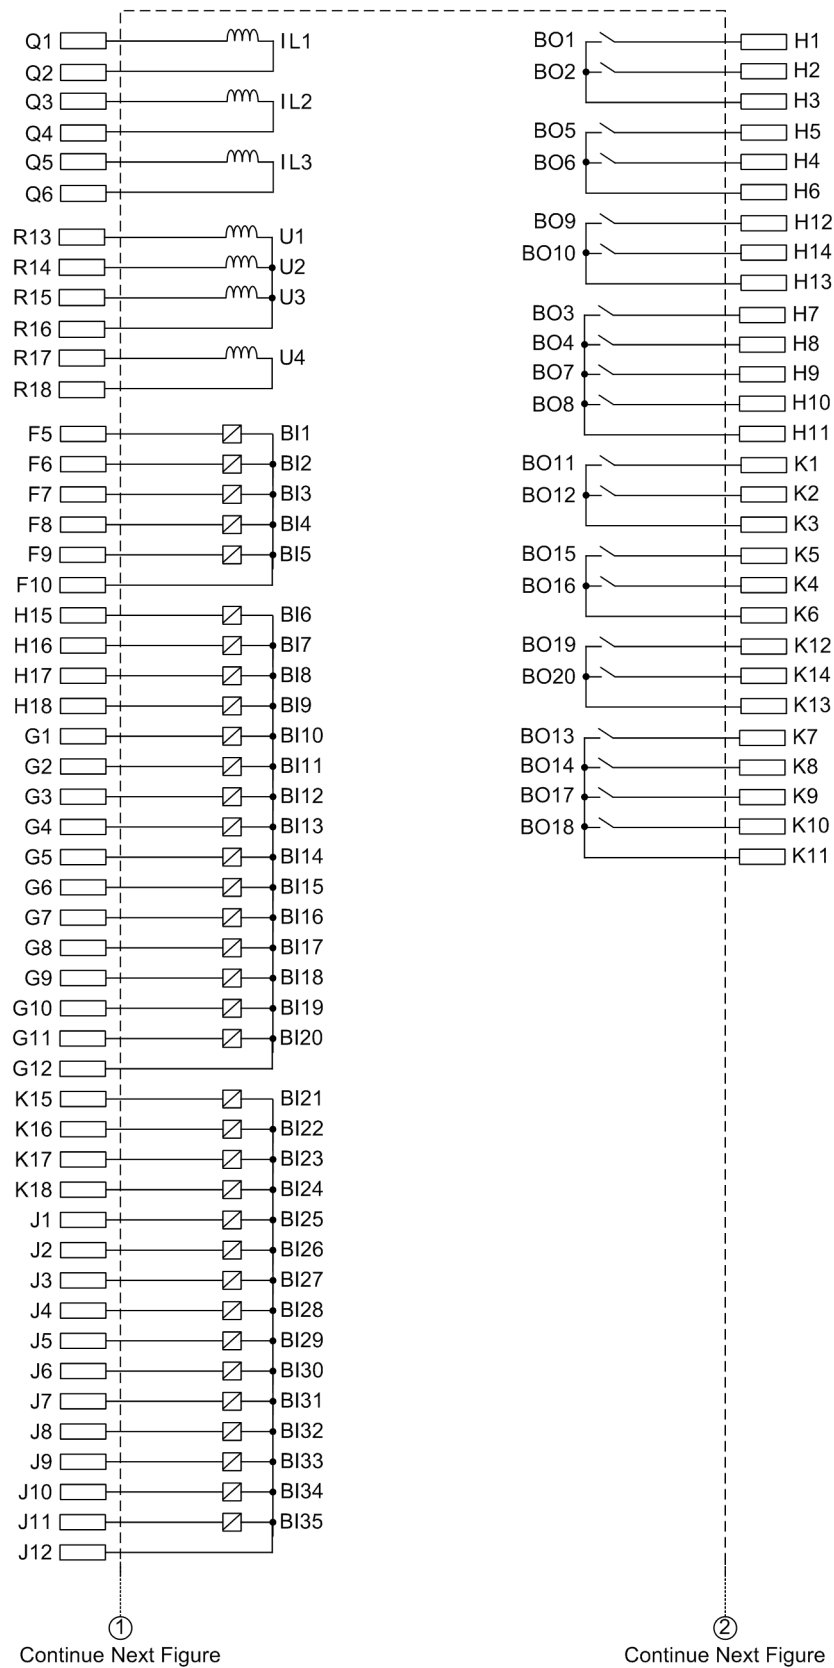 Q1 IL1
Q2
Q3 IL2
Q4
Q5 IL3
Q6
R13 U1
R14 U2
R15 U3
R16
R17 U4
R18
F5 BI1
F6 BI2
F7 BI3
F8 BI4
F9 BI5
F10
H15 BI6
H16 BI7
H17 BI8
H18 BI9
G1 BI10
G2 BI11
G3 BI12
G4 BI13
G5 BI14
G6 BI15
G7 BI16
G8 BI17
G9 BI18
G10 BI19
G11 BI20
G12
K15 BI21
K16 BI22
K17 BI23
K18 BI24
J1 BI25
J2 BI26
J3 BI27
J4 BI28
J5 BI29
J6 BI30
J7 BI31
J8 BI32
J9 BI33
J10 BI34
J11 BI35
J12
1
Continue Next Figure
BO1 H1
BO2 H2
H3
BO5 H5
BO6 H4
H6
BO9 H12
BO10 H14
H13
BO3 H7
BO4 H8
BO7 H9
BO8 H10
H11
BO11 K1
BO12 K2
K3
BO15 K5
BO16 K4
K6
BO19 K12
BO20 K14
K13
BO13 K7
BO14 K8
BO17 K9
BO18 K10
K11
2
Continue Next Figure